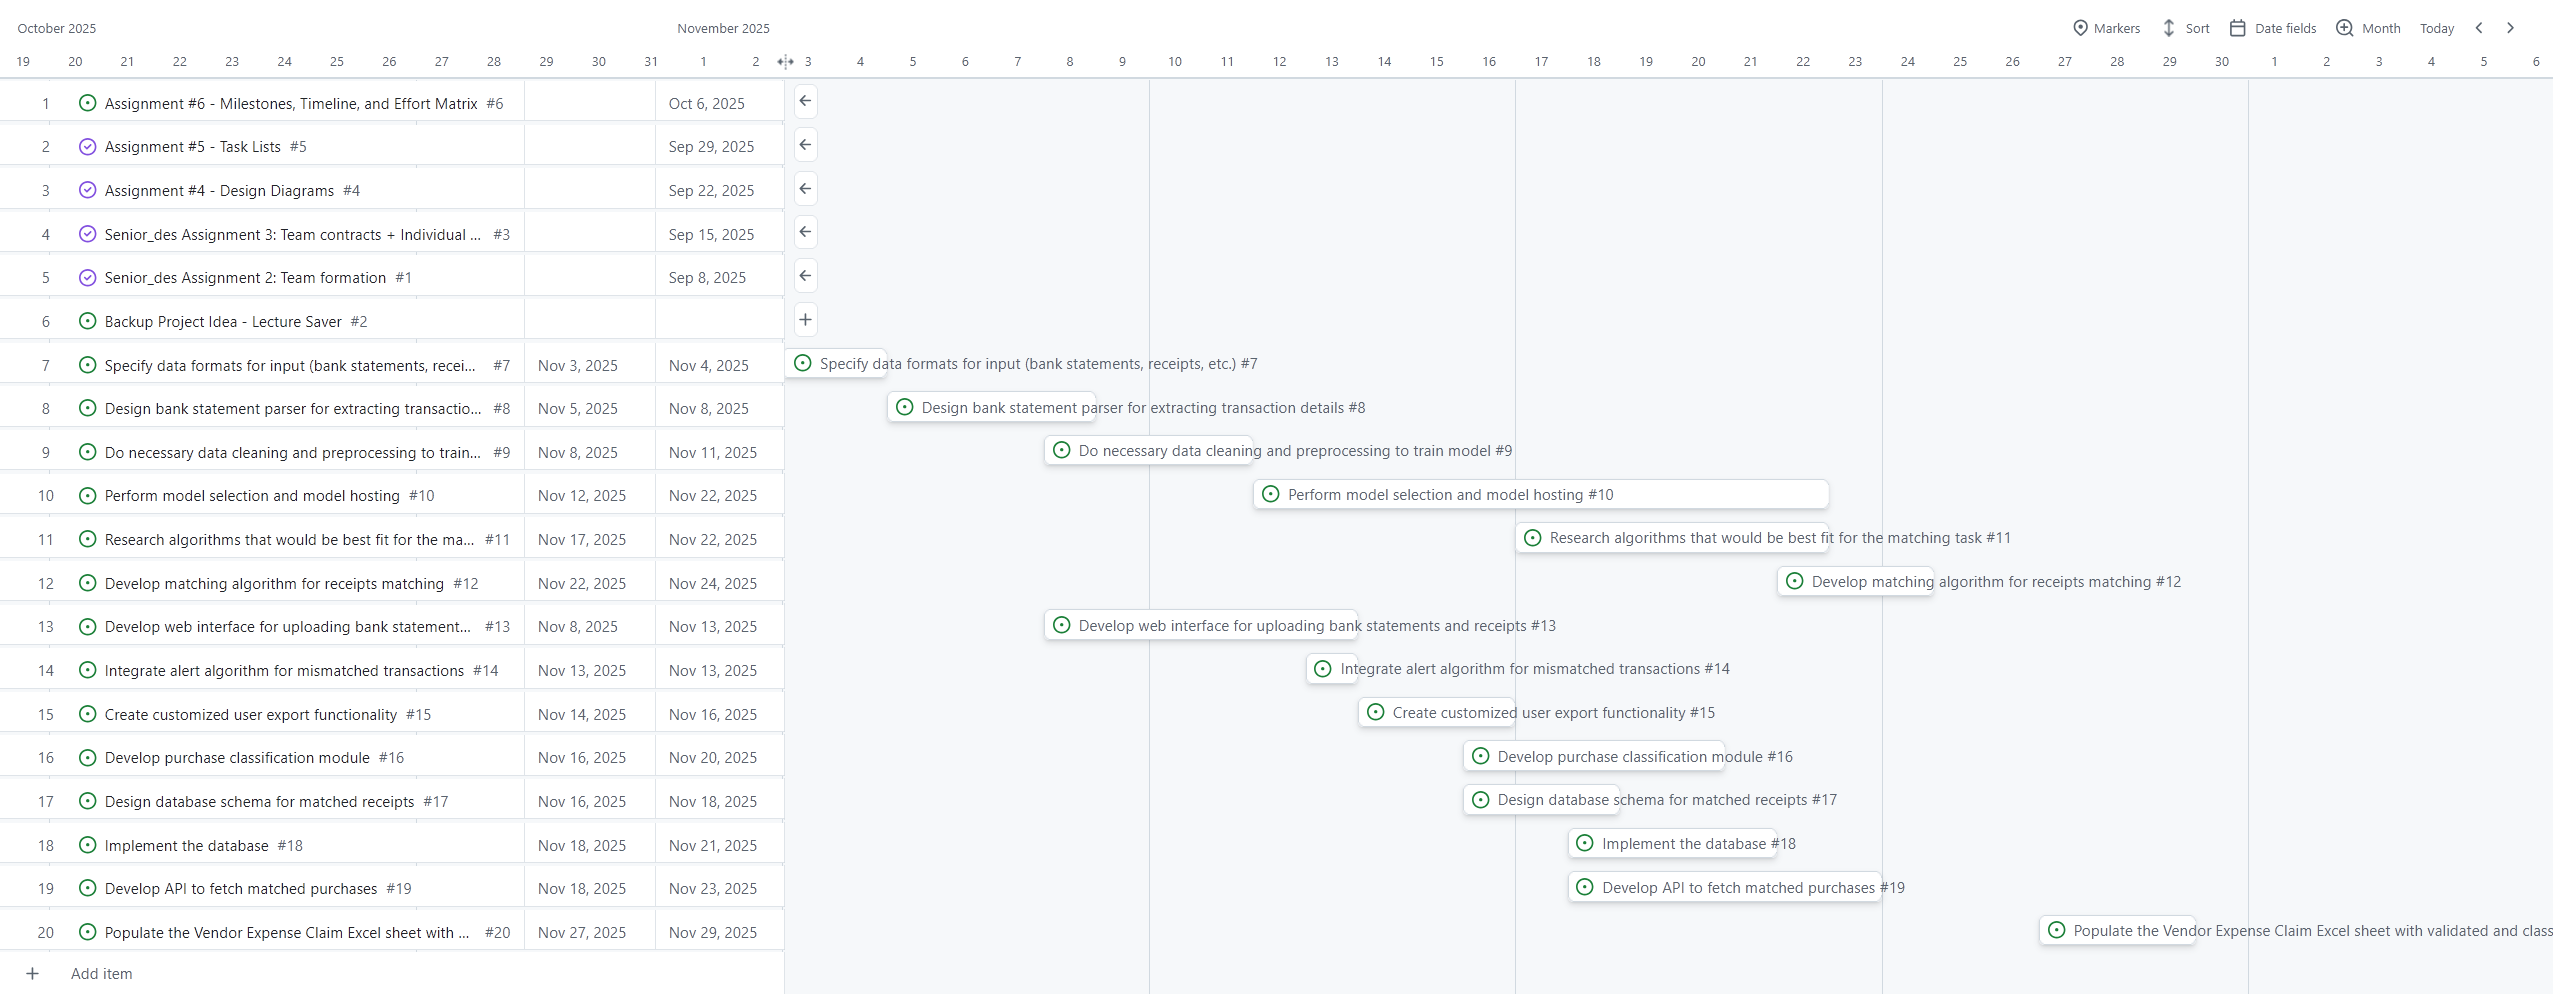 October 2025 November 2025 Markers Sort Date fields Month Today
19 20 21 22 23 24 25 26 27 28 29 30 31 1 2 3 4 5 6 7 8 9 10 11 12 13 14 15 16 17 18 19 20 21 22 23 24 25 26 27 28 29 30 1 2 3 4 5 6
1 Assignment #6 - Milestones, Timeline, and Effort Matrix #6 Oct 6, 2025
2 Assignment #5 - Task Lists #5 Sep 29, 2025
3 Assignment #4 - Design Diagrams #4 Sep 22, 2025
4 Senior_des Assignment 3: Team contracts + Individual ... #3 Sep 15, 2025
5 Senior_des Assignment 2: Team formation #1 Sep 8, 2025
6 Backup Project Idea - Lecture Saver #2
7 Specify data formats for input (bank statements, recei... #7 Nov 3, 2025 Nov 4, 2025 Specify data formats for input (bank statements, receipts, etc.) #7
8 Design bank statement parser for extracting transactio... #8 Nov 5, 2025 Nov 8, 2025 Design bank statement parser for extracting transaction details #8
9 Do necessary data cleaning and preprocessing to train... #9 Nov 8, 2025 Nov 11, 2025 Do necessary data cleaning and preprocessing to train model #9
10 Perform model selection and model hosting #10 Nov 12, 2025 Nov 22, 2025 Perform model selection and model hosting #10
11 Research algorithms that would be best fit for the ma... #11 Nov 17, 2025 Nov 22, 2025 Research algorithms that would be best fit for the matching task #11
12 Develop matching algorithm for receipts matching #12 Nov 22, 2025 Nov 24, 2025 Develop matching algorithm for receipts matching #12
13 Develop web interface for uploading bank statement... #13 Nov 8, 2025 Nov 13, 2025 Develop web interface for uploading bank statements and receipts #13
14 Integrate alert algorithm for mismatched transactions #14 Nov 13, 2025 Nov 13, 2025 Integrate alert algorithm for mismatched transactions #14
15 Create customized user export functionality #15 Nov 14, 2025 Nov 16, 2025 Create customized user export functionality #15
16 Develop purchase classification module #16 Nov 16, 2025 Nov 20, 2025 Develop purchase classification module #16
17 Design database schema for matched receipts #17 Nov 16, 2025 Nov 18, 2025 Design database schema for matched receipts #17
18 Implement the database #18 Nov 18, 2025 Nov 21, 2025 Implement the database #18
19 Develop API to fetch matched purchases #19 Nov 18, 2025 Nov 23, 2025 Develop API to fetch matched purchases #19
20 Populate the Vendor Expense Claim Excel sheet with ... #20 Nov 27, 2025 Nov 29, 2025 Populate the Vendor Expense Claim Excel sheet with validated and class
Add item